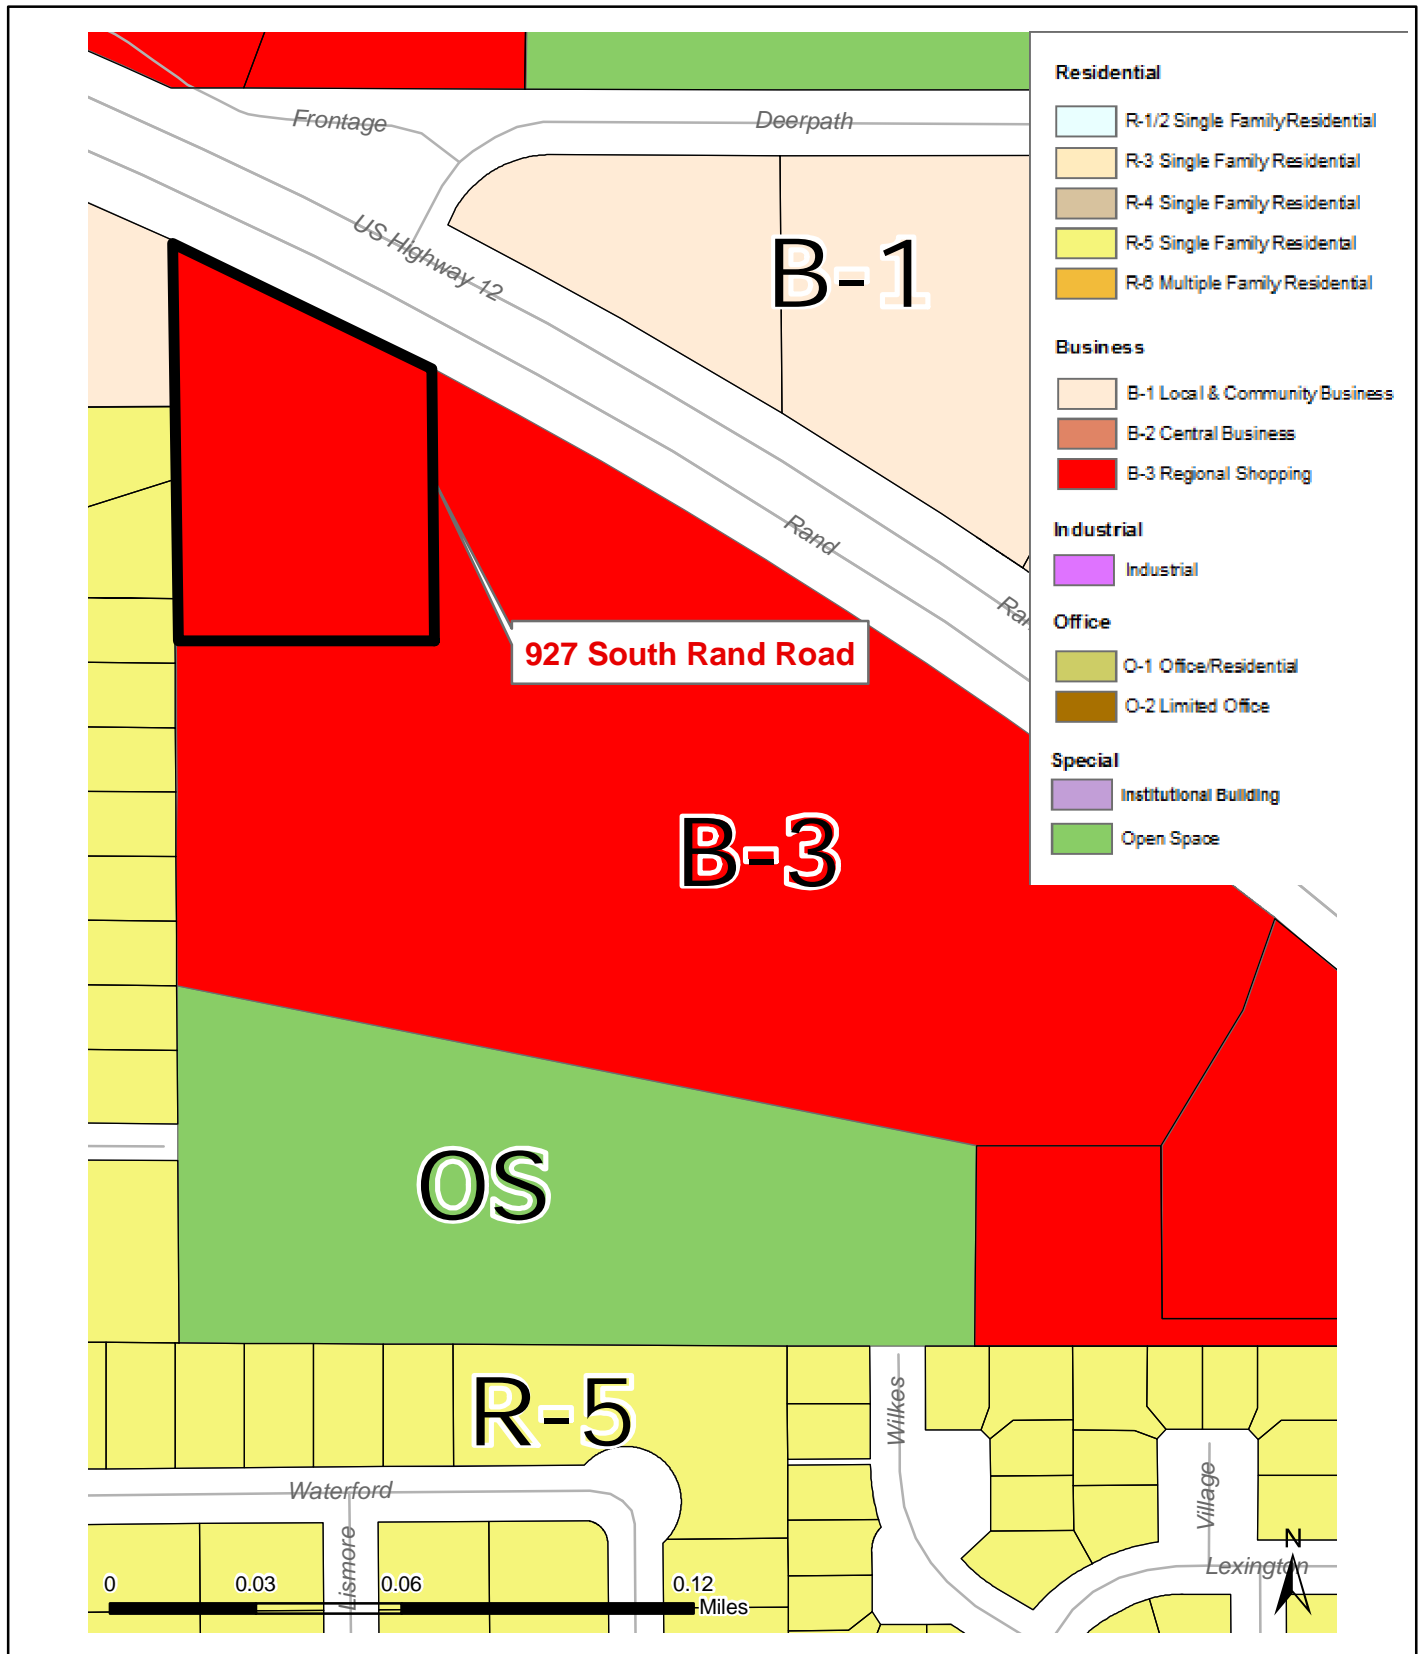 Residential
R-1/2 Single Family Residential
R-3 Single Family Residential
R-4 Single Family Residential
R-5 Single Family Residental
R-6 Multiple Family Residential
Business
B-1 Local & Community Business
B-2 Central Business
B-3 Regional Shopping
Industrial
Industrial
Office
O-1 Office/Residential
O-2 Limited Office
Special
Institutional Building
Open Space
Frontage
Deerpath
US Highway 12
B-1
Rand
927 South Rand Road
B-3
OS
R-5
Wilkes
Waterford
Lismore
Village
Lexington
N
0 0.03 0.06 0.12
Miles